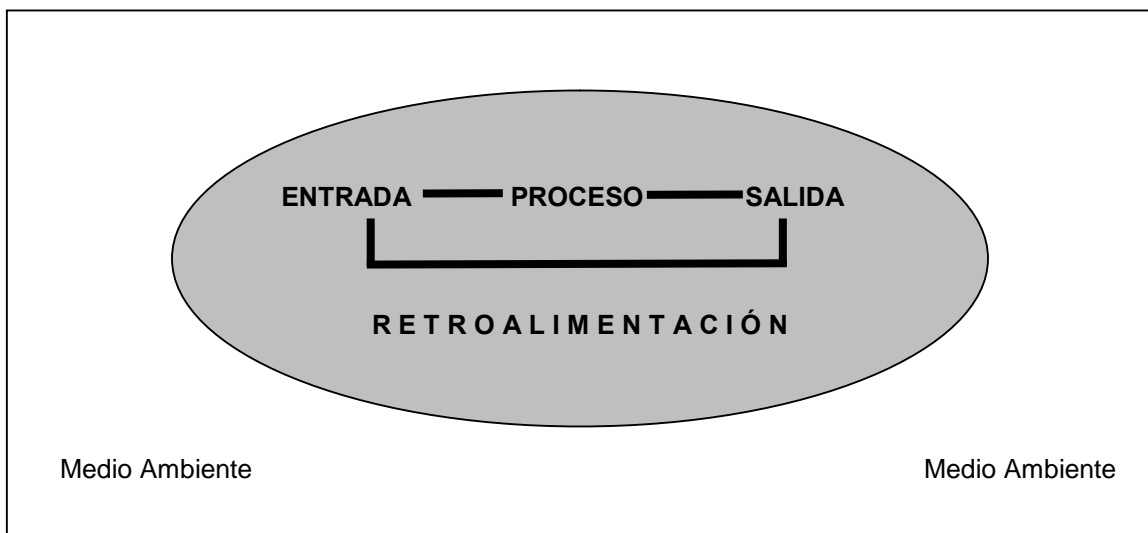 ENTRADA PROCESO SALIDA
RETROALIMENTACIÓN
Medio Ambiente Medio Ambiente